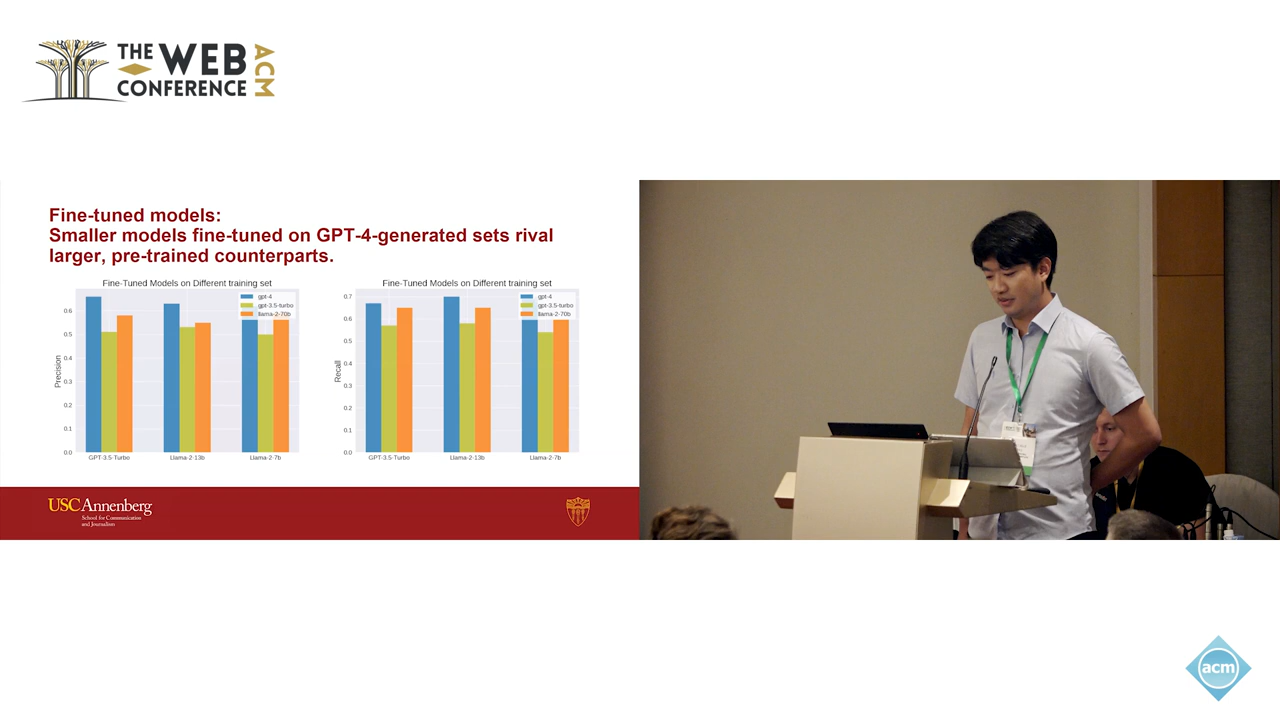 THE WEB
CONFERENCE
ACM
Fine-tuned models:
Smaller models fine-tuned on GPT-4-generated sets rival
larger, pre-trained counterparts.
Fine-Tuned Models on Different training set
gpt-4
gpt-3.5-turbo
llama-2-70b
Precision
0.6
0.5
0.4
0.3
0.2
0.1
0.0
GPT-3.5-Turbo
Llama-2-13b
Llama-2-7b
Fine-Tuned Models on Different training set
gpt-4
gpt-3.5-turbo
llama-2-70b
Recall
0.7
0.6
0.5
0.4
0.3
0.2
0.1
0.0
GPT-3.5-Turbo
Llama-2-13b
Llama-2-7b
USC Annenberg
School for Communication
and Journalism
acm